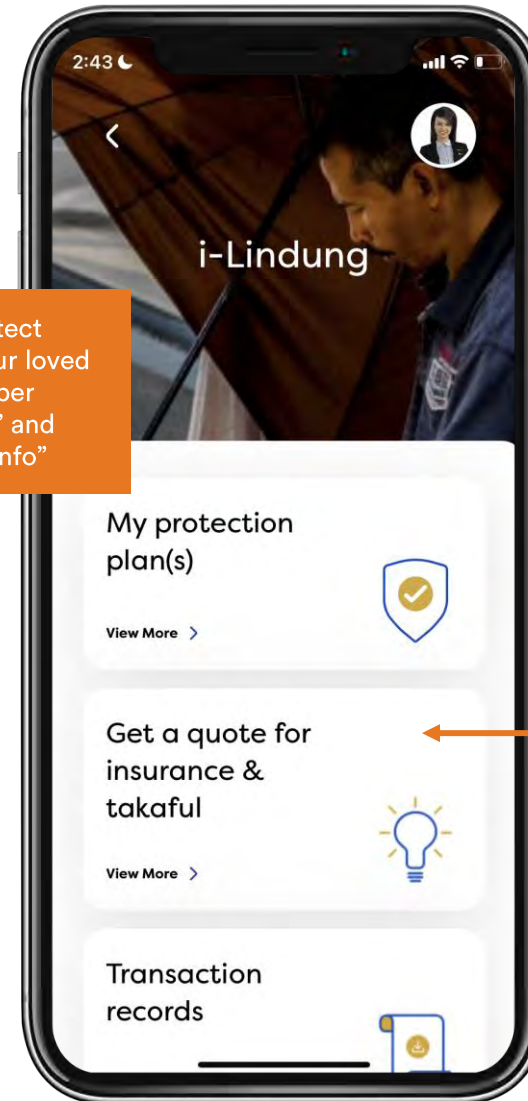 2:43
i-Lindung
tect
ur loved
per
” and
nfo”
My protection
plan(s)
View More
Get a quote for
insurance &
takaful
View More
Transaction
records